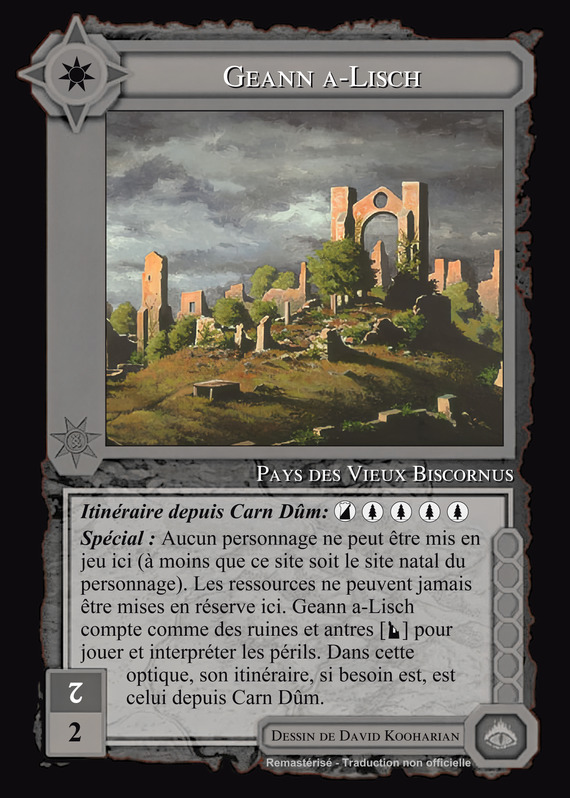 Geann a-Lisch
Pays des Vieux Biscornus
Itinéraire depuis Carn Dûm:
Spécial : Aucun personnage ne peut être mis en
jeu ici (à moins que ce site soit le site natal du
personnage). Les ressources ne peuvent jamais
être mises en réserve ici. Geann a-Lisch
compte comme des ruines et antres [ ] pour
jouer et interpréter les périls. Dans cette
optique, son itinéraire, si besoin est, est
celui depuis Carn Dûm.
2
2
Dessin de David Kooharian
Remastérisé - Traduction non officielle